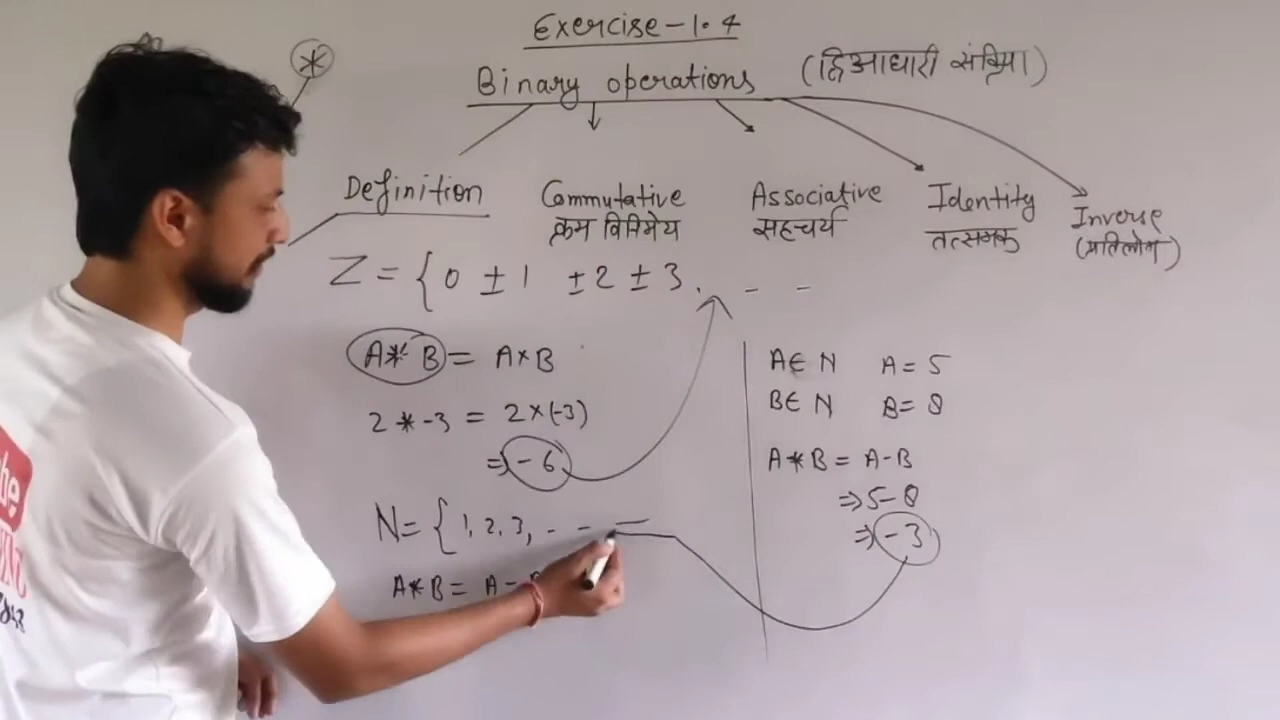 Exercise-1.4
*
Binary operations (द्विआधारी संक्रिया)
Definition
Commutative
क्रम विनिमेय
Associative
सहचर्य
Identity
तत्समक
Inverse
(प्रतिलोम)
Z = { 0 ±1 ±2 ±3. - -
A* B = A×B
2 * -3 = 2×(-3)
⇒ -6
N= { 1, 2, 3, - - -
A*B = A -
A∈ N A = 5
B∈ N B= 8
A*B = A-B
⇒ 5-8
⇒ -3